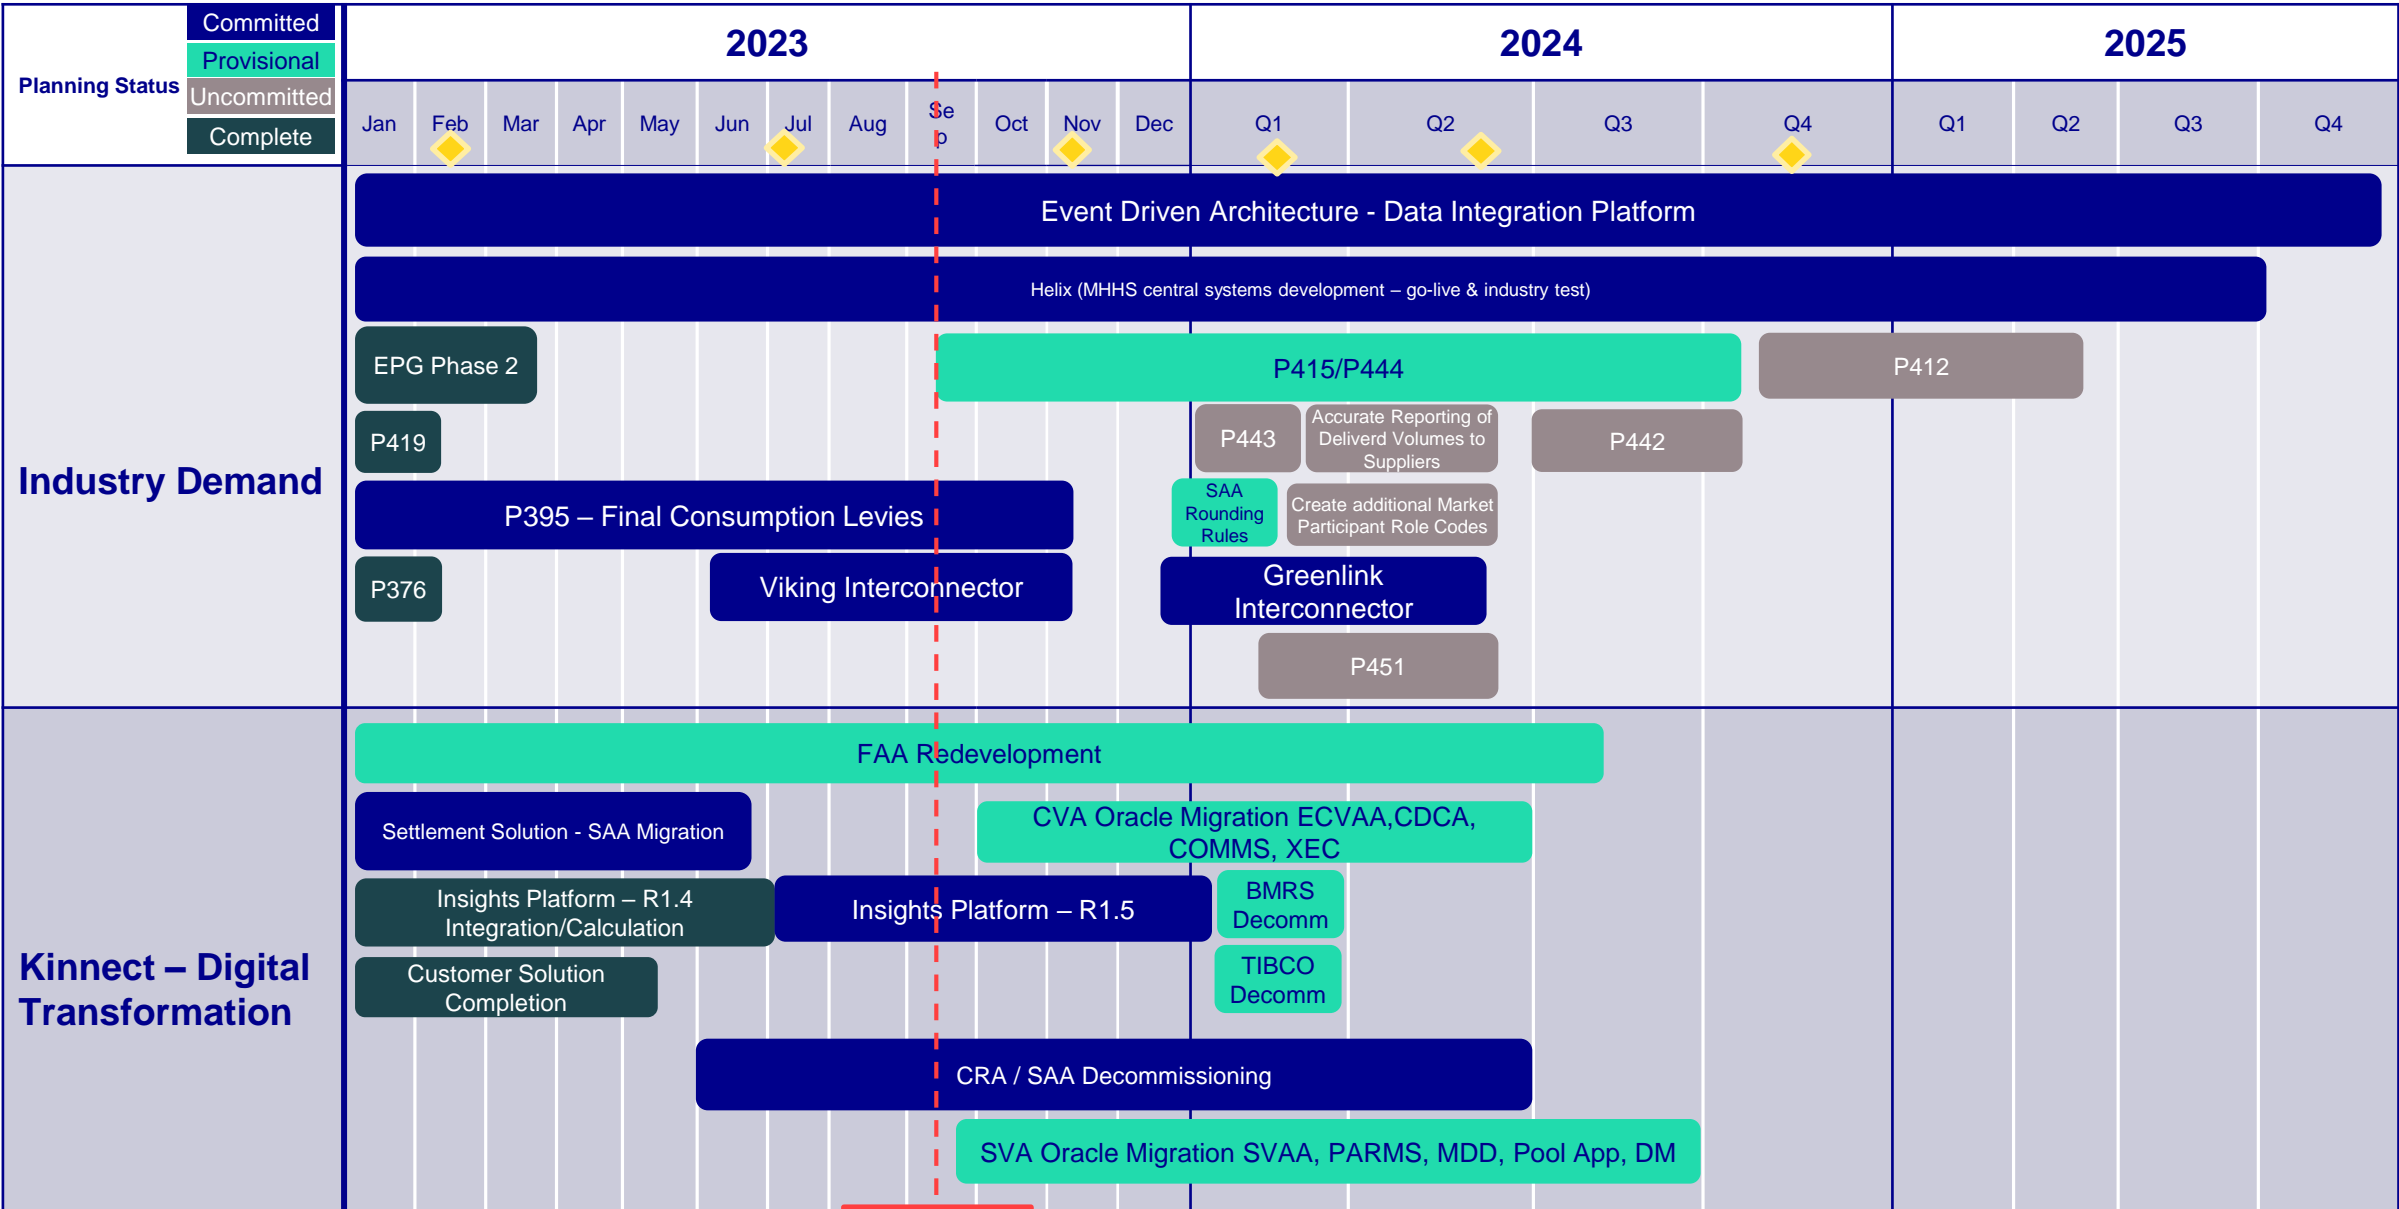 Planning Status
Committed
Provisional
Uncommitted
Complete
2023
2024
2025
Jan
Feb
Mar
Apr
May
Jun
Jul
Aug
Se
p
Oct
Nov
Dec
Q1
Q2
Q3
Q4
Q1
Q2
Q3
Q4
Industry Demand
Event Driven Architecture - Data Integration Platform
Helix (MHHS central systems development – go-live & industry test)
EPG Phase 2
P415/P444
P412
P419
P443
Accurate Reporting of
Deliverd Volumes to
Suppliers
P442
P395 – Final Consumption Levies
SAA
Rounding
Rules
Create additional Market
Participant Role Codes
P376
Viking Interconnector
Greenlink
Interconnector
P451
Kinnect – Digital
Transformation
FAA Redevelopment
Settlement Solution - SAA Migration
CVA Oracle Migration ECVAA,CDCA,
COMMS, XEC
Insights Platform – R1.4
Integration/Calculation
Insights Platform – R1.5
BMRS
Decomm
Customer Solution
Completion
TIBCO
Decomm
CRA / SAA Decommissioning
SVA Oracle Migration SVAA, PARMS, MDD, Pool App, DM